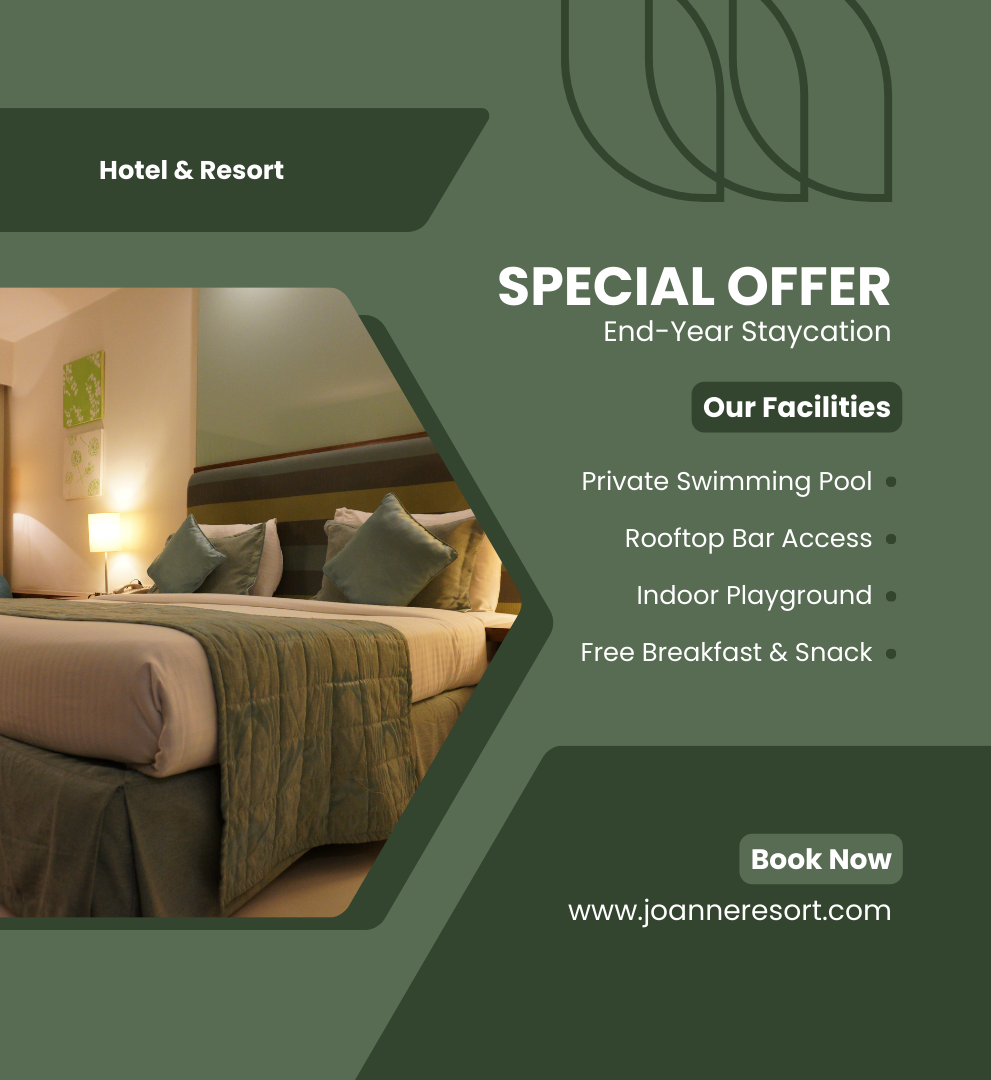 Hotel & Resort
SPECIAL OFFER
End-Year Staycation
Our Facilities
Private Swimming Pool
Rooftop Bar Access
Indoor Playground
Free Breakfast & Snack
Book Now
www.joanneresort.com